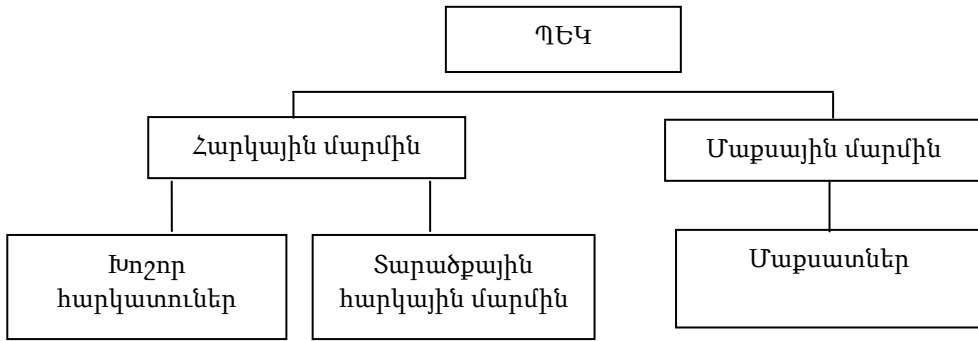 ՊԵԿ
Հարկային մարմին
Մաքսային մարմին
Խոշոր
հարկատուներ
Տարածքային
հարկային մարմին
Մաքսատներ